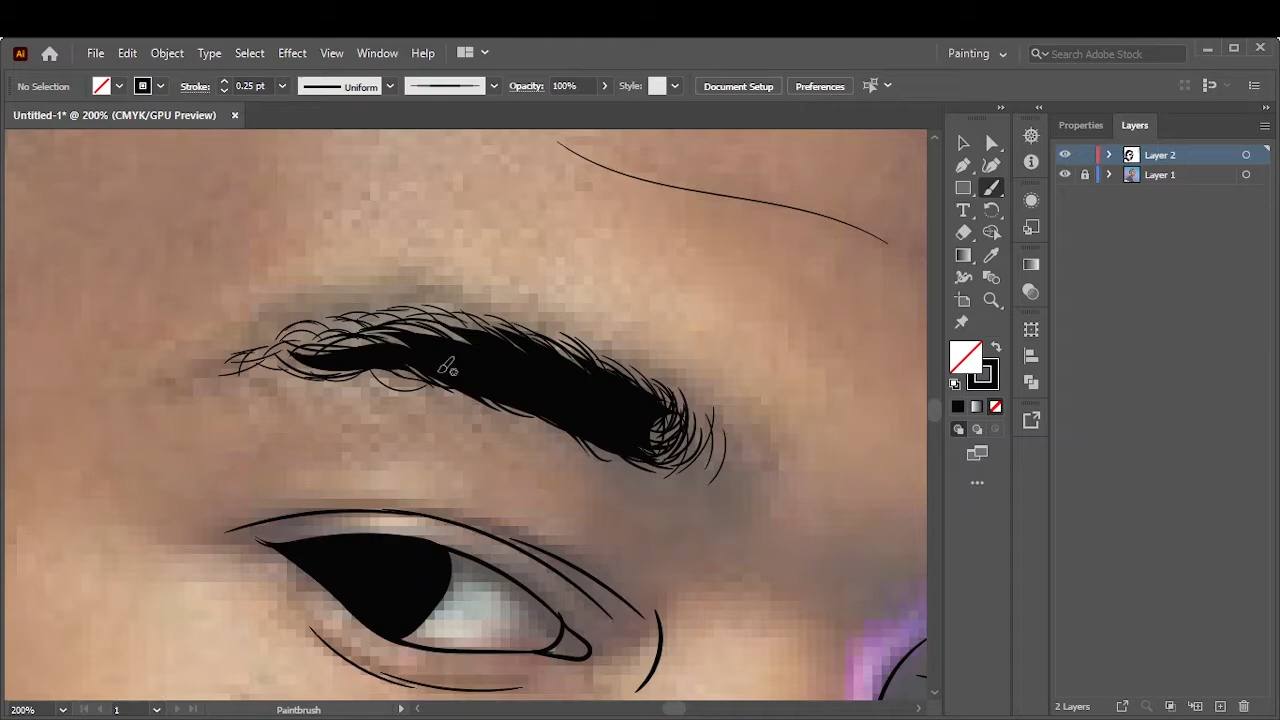 Ai File Edit Object Type Select Effect View Window Help Painting Search Adobe Stock
No Selection Stroke: 0.25 pt Uniform Opacity: 100% Style: Document Setup Preferences
Untitled-1* @ 200% (CMYK/GPU Preview) Properties Layers
Layer 2
Layer 1
200% 1 Paintbrush 2 Layers